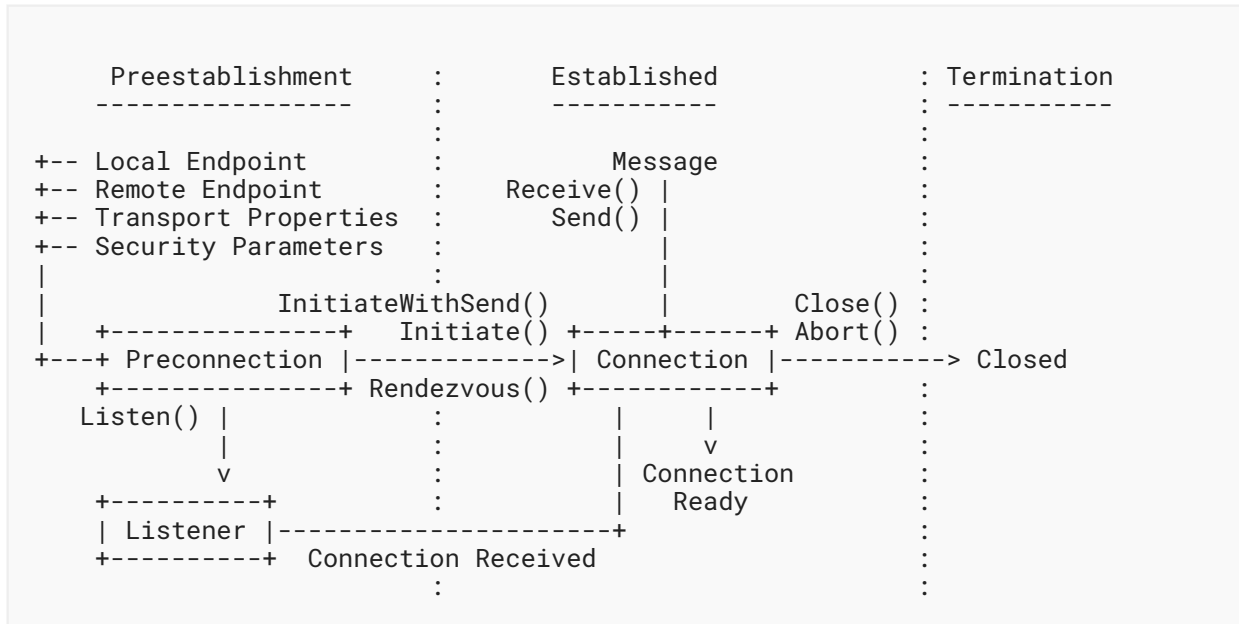 Preestablishment     :       Established             : Termination
    -----------------     :       -----------             : -----------
                          :                                :
+-- Local Endpoint        :           Message             :
+-- Remote Endpoint       :    Receive() |                :
+-- Transport Properties  :       Send() |                :
+-- Security Parameters   :              |                :
|                         :              |                :
|               InitiateWithSend()       |        Close() :
|   +---------------+   Initiate() +-----+------+ Abort() :
+---+ Preconnection |------------->| Connection |-----------> Closed
    +---------------+ Rendezvous() +------------+         :
   Listen() |             :           |     |             :
            |             :           |     v             :
            v             :           | Connection        :
    +----------+          :           |   Ready           :
    | Listener |----------------------+                   :
    +----------+  Connection Received                     :
                          :                               :